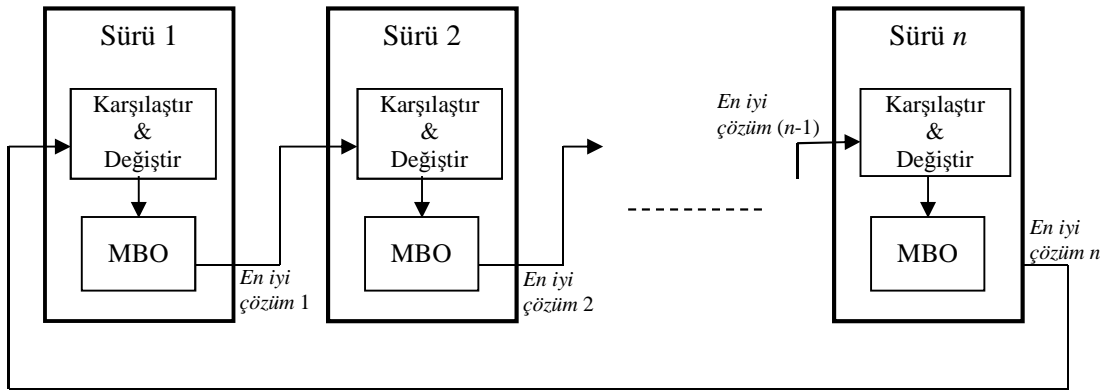 Sürü 1
Karşılaştır
&
Değiştir
MBO
En iyi
çözüm 1
Sürü 2
Karşılaştır
&
Değiştir
MBO
En iyi
çözüm 2
En iyi
çözüm (n-1)
Sürü n
Karşılaştır
&
Değiştir
MBO
En iyi
çözüm n